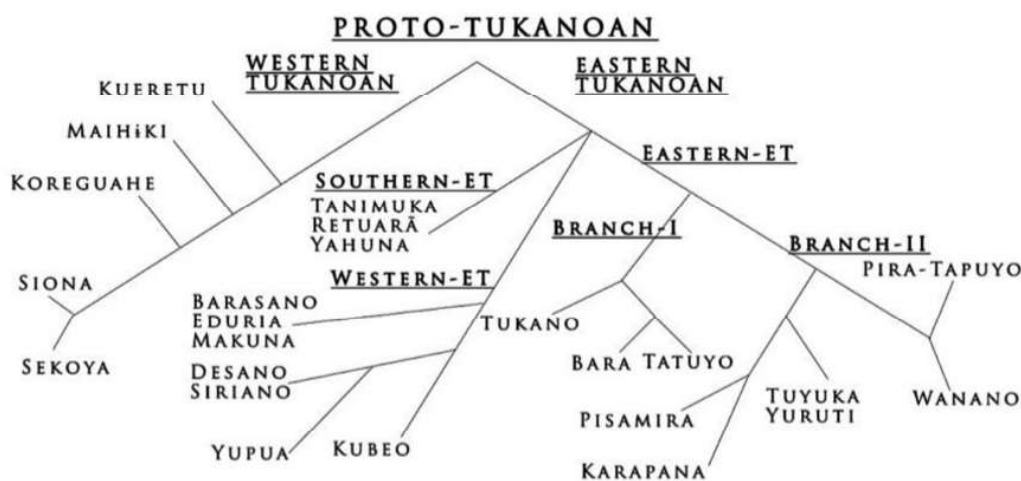 PROTO-TUKANOAN
WESTERN
TUKANOAN
EASTERN
TUKANOAN
KUERETU
MAIHɨKI
KOREGUAHE
SIONA
SEKOYA
SOUTHERN-ET
TANIMUKA
RETUARÃ
YAHUNA
WESTERN-ET
BARASANO
EDURIA
MAKUNA
DESANO
SIRIANO
YUPUA
KUBEO
EASTERN-ET
BRANCH-I
TUKANO
BARA TATUYO
BRANCH-II
PIRA-TAPUYO
WANANO
TUYUKA
YURUTI
PISAMIRA
KARAPANA